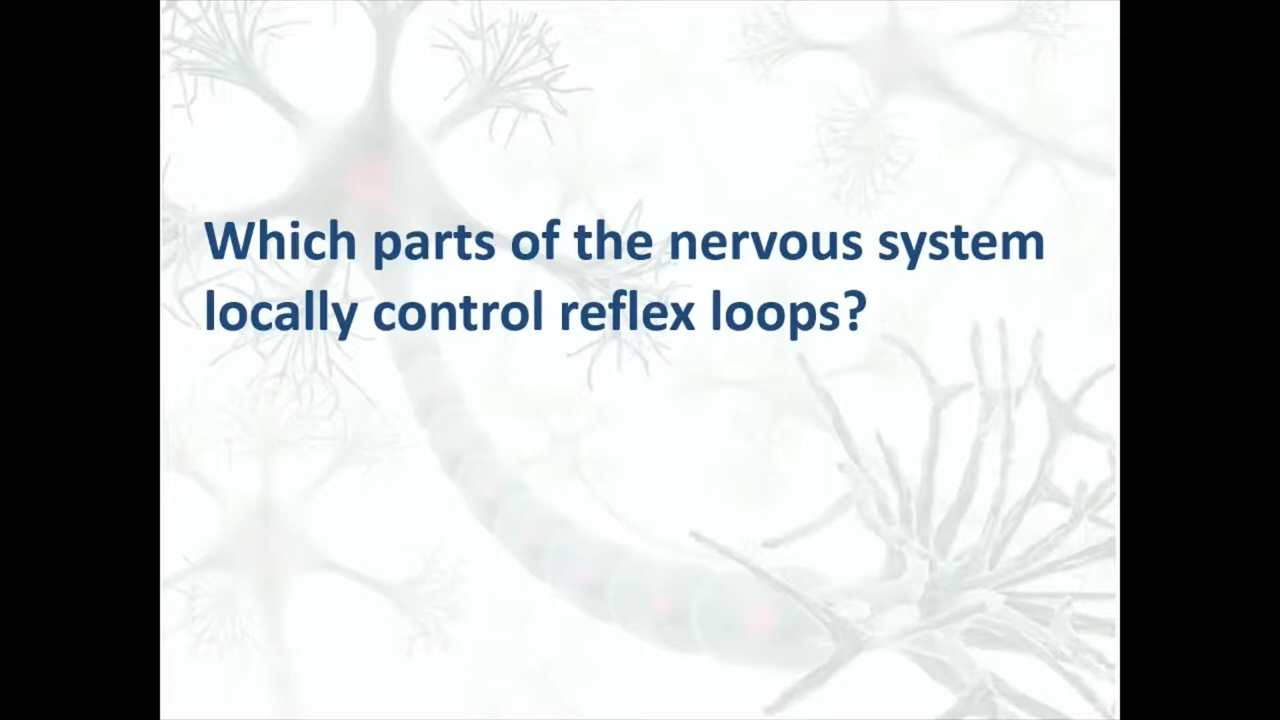 Which parts of the nervous system
locally control reflex loops?